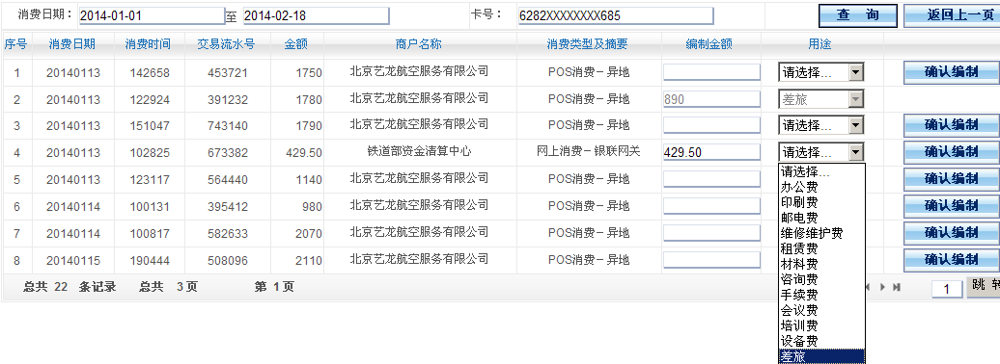 消费日期： 2014-01-01 至 2014-02-18 卡号： 6282XXXXXXXX685 查 询 返回上一页
序号 消费日期 消费时间 交易流水号 金额 商户名称 消费类型及摘要 编制金额 用途
1 20140113 142658 453721 1750 北京艺龙航空服务有限公司 POS消费－异地 请选择... 确认编制
2 20140113 122924 391232 1780 北京艺龙航空服务有限公司 POS消费－异地 890 差旅
3 20140113 151047 743140 1790 北京艺龙航空服务有限公司 POS消费－异地 请选择... 确认编制
4 20140113 102825 673382 429.50 铁道部资金清算中心 网上消费－银联网关 429.50 请选择... 确认编制
5 20140113 123117 564440 1140 北京艺龙航空服务有限公司 POS消费－异地 确认编制
6 20140114 100131 395412 980 北京艺龙航空服务有限公司 POS消费－异地 确认编制
7 20140114 100817 582633 2070 北京艺龙航空服务有限公司 POS消费－异地 确认编制
8 20140115 190444 508096 2110 北京艺龙航空服务有限公司 POS消费－异地 确认编制
请选择...
办公费
印刷费
邮电费
维修维护费
租赁费
材料费
咨询费
手续费
会议费
培训费
设备费
差旅
总共 22 条记录 总共 3页 第 1页 1 跳 转